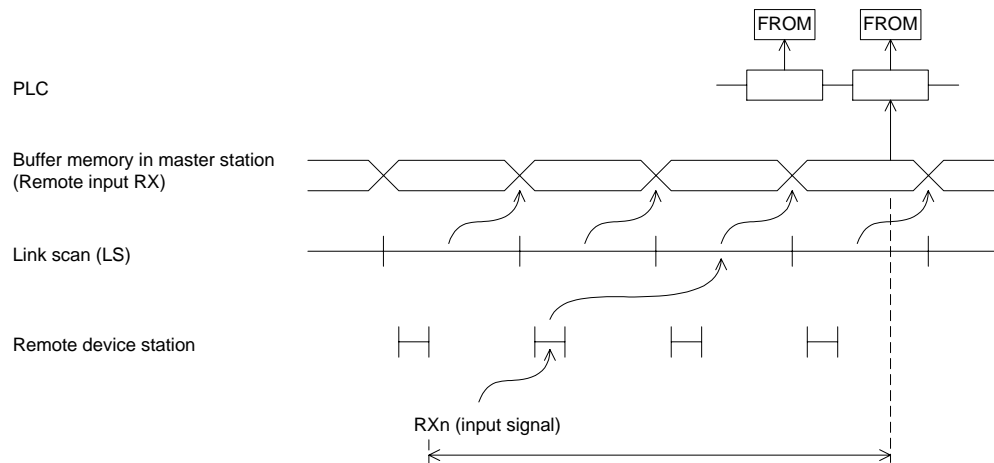 FROM FROM
PLC
Buffer memory in master station
(Remote input RX)
Link scan (LS)
Remote device station
RXn (input signal)